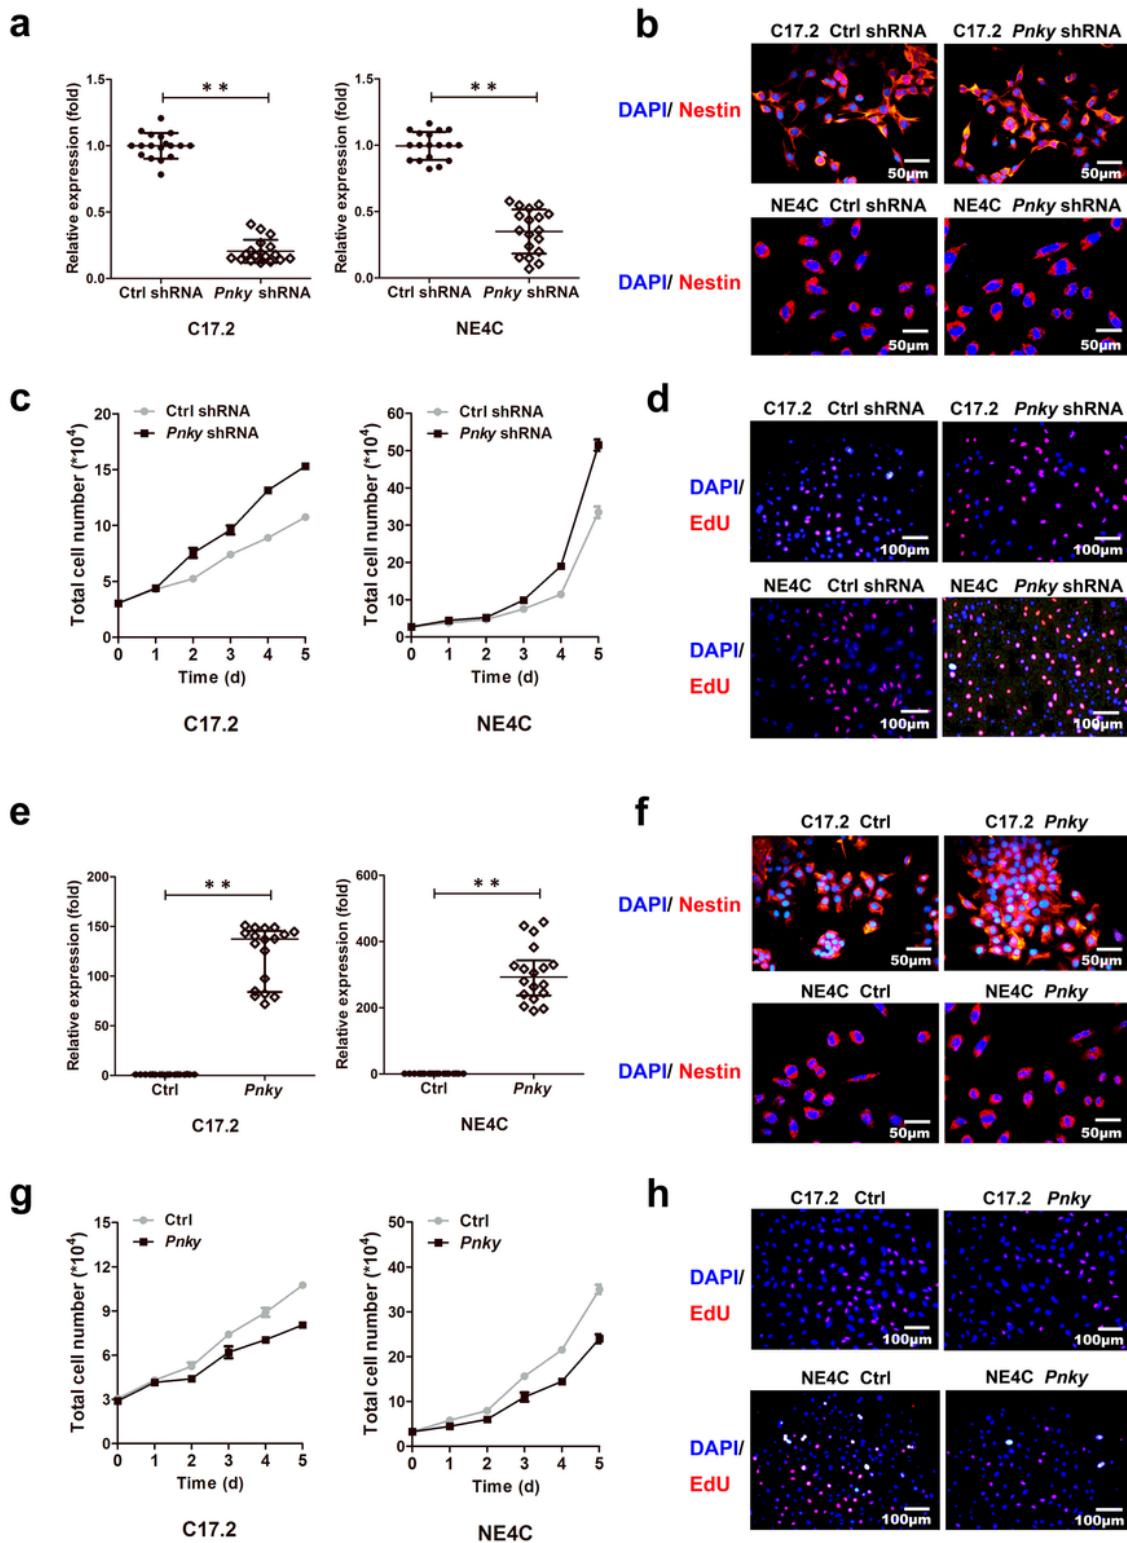 a
Relative expression (fold)
1.5
1.0
0.5
0.0
* *
Ctrl shRNA Pnky shRNA
C17.2
Relative expression (fold)
1.5
1.0
0.5
0.0
* *
Ctrl shRNA Pnky shRNA
NE4C
b
C17.2 Ctrl shRNA
C17.2 Pnky shRNA
DAPI/ Nestin
50µm
50µm
NE4C Ctrl shRNA
NE4C Pnky shRNA
DAPI/ Nestin
50µm
50µm
c
Ctrl shRNA
Pnky shRNA
Total cell number (*10⁴)
20
15
10
5
0
0 1 2 3 4 5
Time (d)
C17.2
Ctrl shRNA
Pnky shRNA
Total cell number (*10⁴)
60
50
40
30
20
10
0
0 1 2 3 4 5
Time (d)
NE4C
d
C17.2 Ctrl shRNA
C17.2 Pnky shRNA
DAPI/
EdU
100µm
100µm
NE4C Ctrl shRNA
NE4C Pnky shRNA
DAPI/
EdU
100µm
100µm
e
Relative expression (fold)
200
150
100
50
0
* *
Ctrl Pnky
C17.2
Relative expression (fold)
600
400
200
0
* *
Ctrl Pnky
NE4C
f
C17.2 Ctrl
C17.2 Pnky
DAPI/ Nestin
50µm
50µm
NE4C Ctrl
NE4C Pnky
DAPI/ Nestin
50µm
50µm
g
Ctrl
Pnky
Total cell number (*10⁴)
15
12
9
6
3
0
0 1 2 3 4 5
Time (d)
C17.2
Ctrl
Pnky
Total cell number (*10⁴)
50
40
30
20
10
0
0 1 2 3 4 5
Time (d)
NE4C
h
C17.2 Ctrl
C17.2 Pnky
DAPI/
EdU
100µm
100µm
NE4C Ctrl
NE4C Pnky
DAPI/
EdU
100µm
100µm